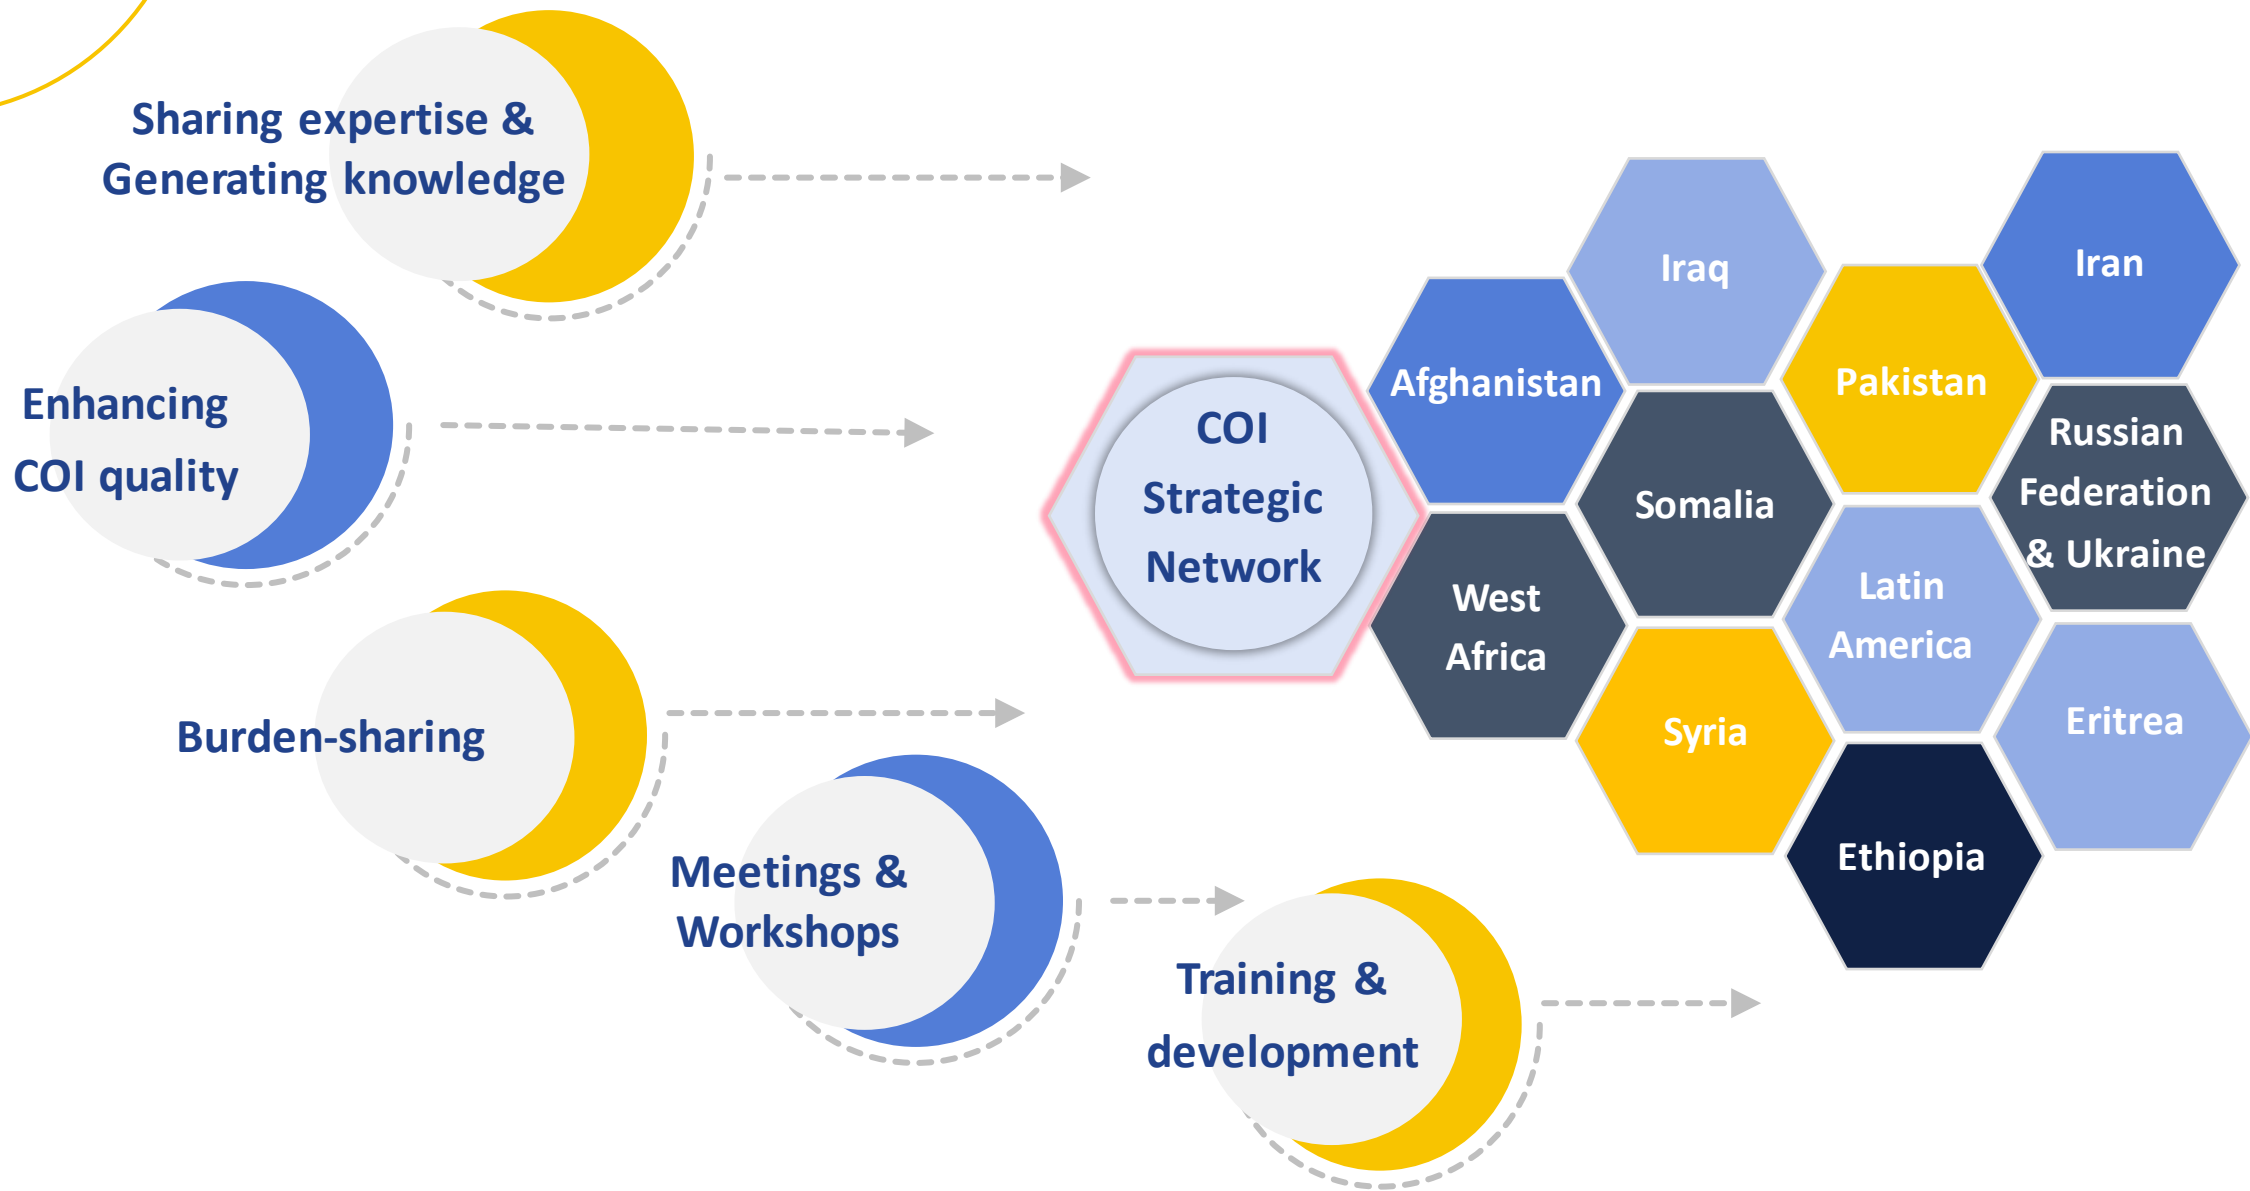 Sharing expertise &
Generating knowledge
Enhancing
COI quality
Burden-sharing
Meetings &
Workshops
Training &
development
COI
Strategic
Network
Afghanistan
West
Africa
Iraq
Somalia
Syria
Pakistan
Latin
America
Ethiopia
Iran
Russian
Federation
& Ukraine
Eritrea